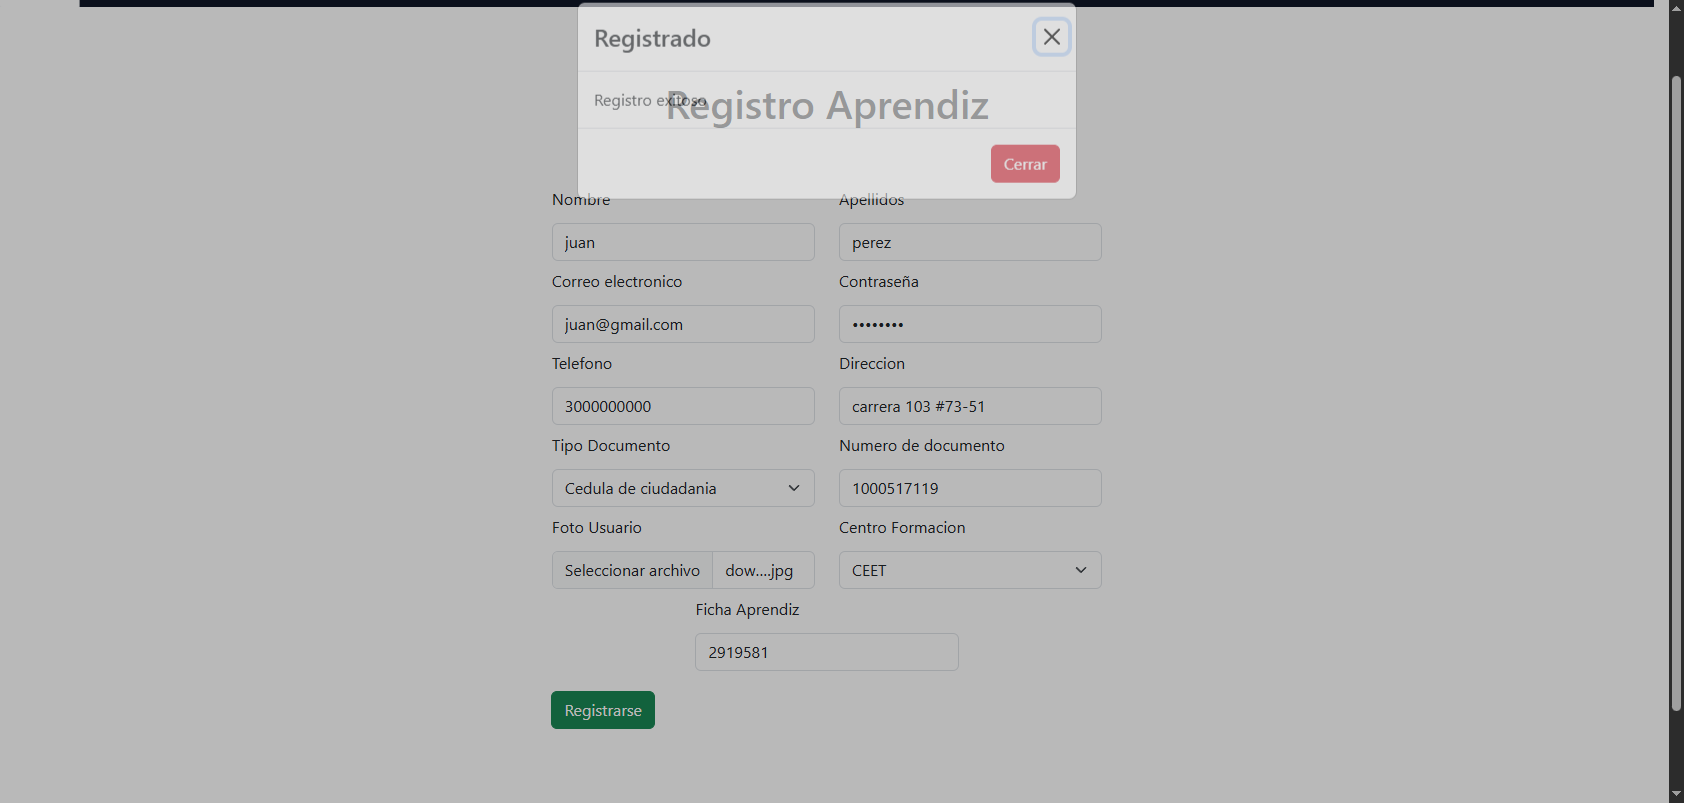 Registrado
Registro exitoso
Registro Aprendiz
Cerrar
Nombre
Apellidos
juan
perez
Correo electronico
Contraseña
juan@gmail.com
••••••••
Telefono
Direccion
3000000000
carrera 103 #73-51
Tipo Documento
Numero de documento
Cedula de ciudadania
1000517119
Foto Usuario
Centro Formacion
Seleccionar archivo
dow....jpg
CEET
Ficha Aprendiz
2919581
Registrarse